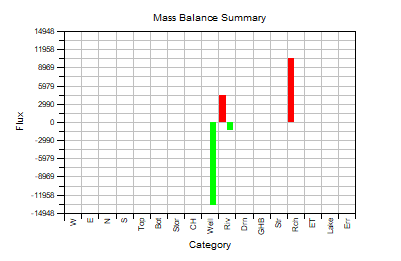 Mass Balance Summary
14948
11958
8969
5979
2990
0
-2990
-5979
-8969
-11958
-14948
Flux
W
E
N
S
Top
Bot
Stor
CH
Well
Riv
Drn
GHB
Str
Rch
ET
Lake
Err
Category